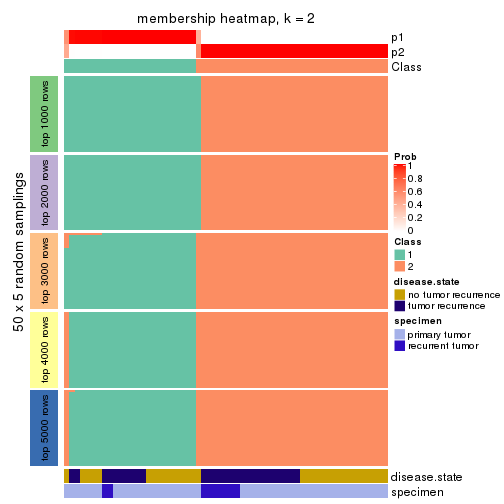 membership heatmap, k = 2
p1
p2
Class
50 x 5 random samplings
top 1000 rows
top 2000 rows
top 3000 rows
top 4000 rows
top 5000 rows
Prob
1
0.8
0.6
0.4
0.2
0
Class
1
2
disease.state
no tumor recurrence
tumor recurrence
specimen
primary tumor
recurrent tumor
disease.state
specimen